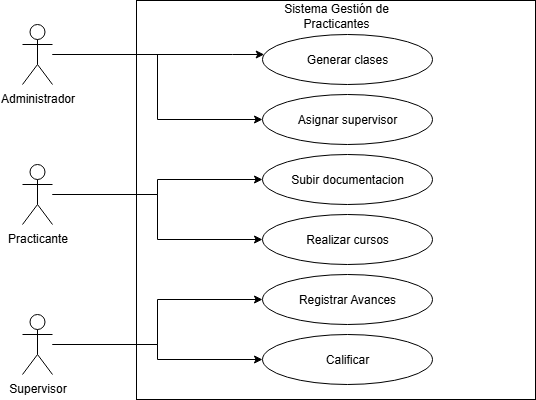 Sistema Gestión de
Practicantes
Generar clases
Administrador
Asignar supervisor
Subir documentacion
Practicante
Realizar cursos
Registrar Avances
Calificar
Supervisor